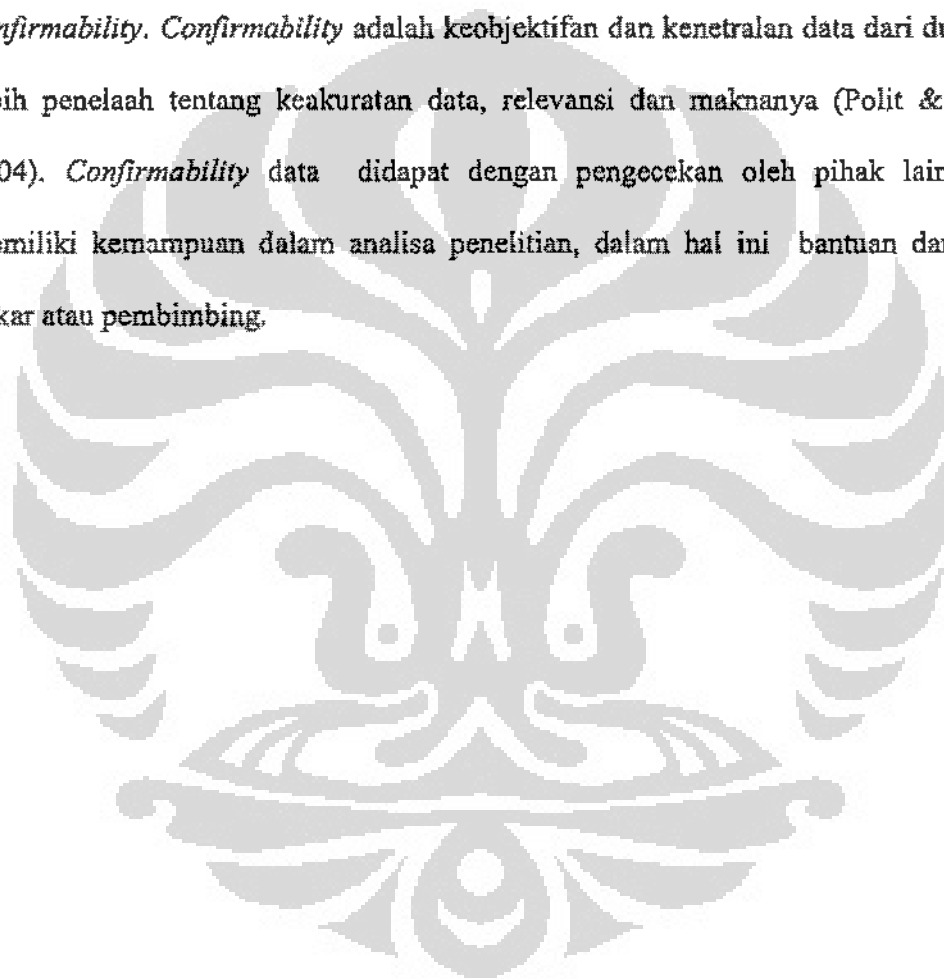 nfirmability. Confirmability adalah keobjektifan dan kenetralan data dari du
ih penelaah tentang keakuratan data, relevansi dan maknanya (Polit &
04). Confirmability data didapat dengan pengecekan oleh pihak lain
emiliki kemampuan dalam analisa penelitian, dalam hal ini bantuan dar
kar atau pembimbing.